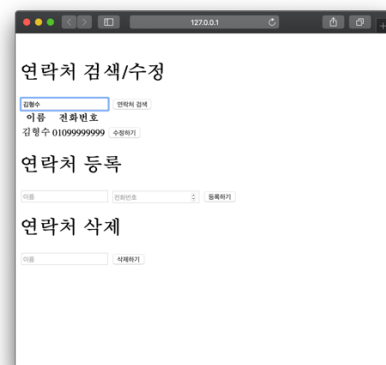 127.0.0.1
연락처 검색/수정
김형수 연락처 검색
이름 전화번호
김형수 01099999999 수정하기
연락처 등록
이름 전화번호 등록하기
연락처 삭제
이름 삭제하기